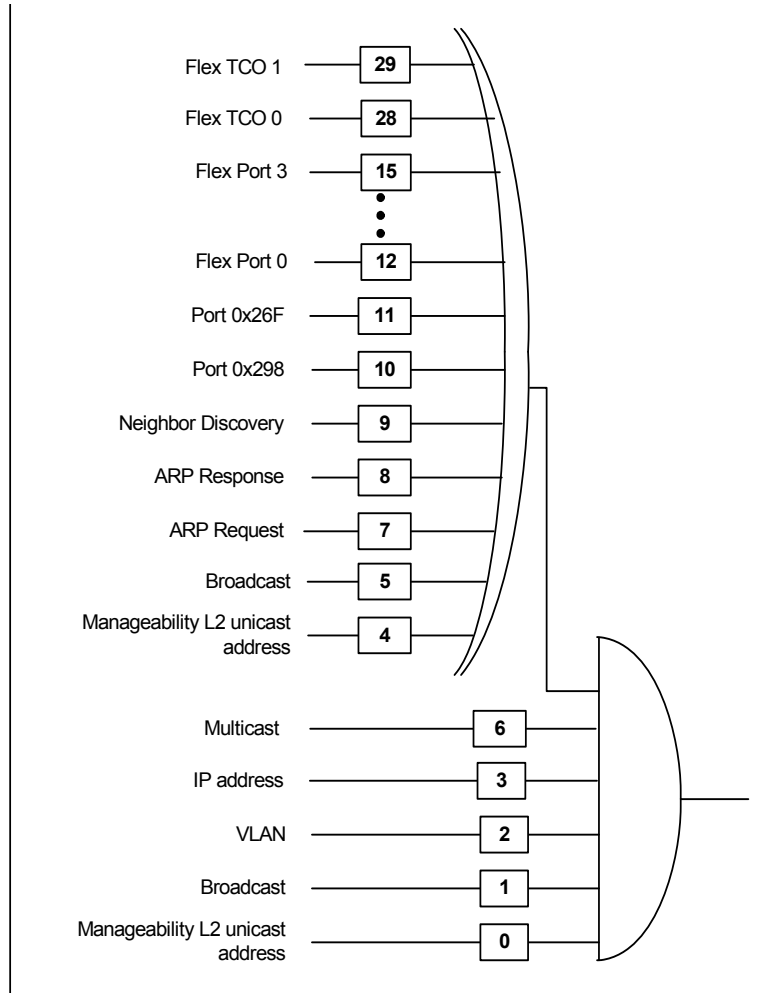 Flex TCO 1 29
Flex TCO 0 28
Flex Port 3 15
Flex Port 0 12
Port 0x26F 11
Port 0x298 10
Neighbor Discovery 9
ARP Response 8
ARP Request 7
Broadcast 5
Manageability L2 unicast
address 4
Multicast 6
IP address 3
VLAN 2
Broadcast 1
Manageability L2 unicast
address 0